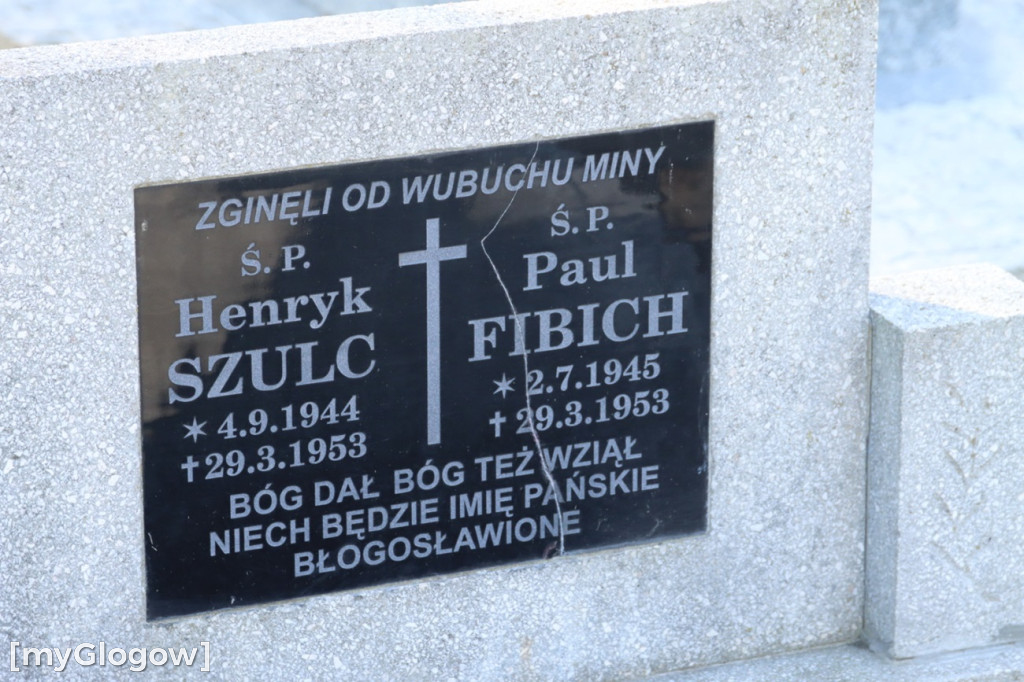 ZGINĘLI OD WUBUCHU MINY
Ś. P.
Henryk
SZULC
✶ 4.9.1944
✝ 29.3.1953
Ś. P.
Paul
FIBICH
✶ 2.7.1945
✝ 29.3.1953
BÓG DAŁ BÓG TEŻ WZIĄŁ
NIECH BĘDZIE IMIĘ PAŃSKIE
BŁOGOSŁAWIONE
[myGlogow]